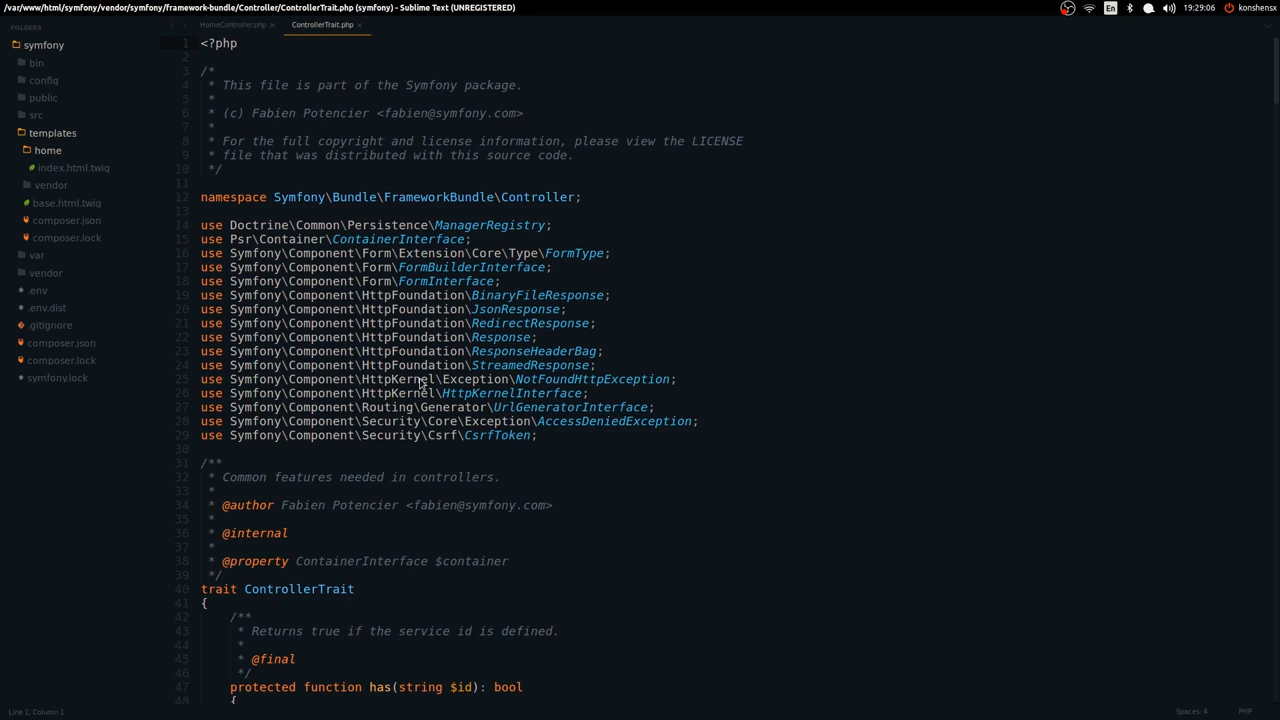 /var/www/html/symfony/vendor/symfony/framework-bundle/Controller/ControllerTrait.php (symfony) - Sublime Text (UNREGISTERED)
En
19:29:06
konshensx
FOLDERS
symfony
bin
config
public
src
templates
home
index.html.twig
vendor
base.html.twig
composer.json
composer.lock
var
vendor
.env
.env.dist
.gitignore
composer.json
composer.lock
symfony.lock
HomeController.php ×
ControllerTrait.php ×
1 <?php
2
3 /*
4  * This file is part of the Symfony package.
5  *
6  * (c) Fabien Potencier <fabien@symfony.com>
7  *
8  * For the full copyright and license information, please view the LICENSE
9  * file that was distributed with this source code.
10  */
11
12 namespace Symfony\Bundle\FrameworkBundle\Controller;
13
14 use Doctrine\Common\Persistence\ManagerRegistry;
15 use Psr\Container\ContainerInterface;
16 use Symfony\Component\Form\Extension\Core\Type\FormType;
17 use Symfony\Component\Form\FormBuilderInterface;
18 use Symfony\Component\Form\FormInterface;
19 use Symfony\Component\HttpFoundation\BinaryFileResponse;
20 use Symfony\Component\HttpFoundation\JsonResponse;
21 use Symfony\Component\HttpFoundation\RedirectResponse;
22 use Symfony\Component\HttpFoundation\Response;
23 use Symfony\Component\HttpFoundation\ResponseHeaderBag;
24 use Symfony\Component\HttpFoundation\StreamedResponse;
25 use Symfony\Component\HttpKernel\Exception\NotFoundHttpException;
26 use Symfony\Component\HttpKernel\HttpKernelInterface;
27 use Symfony\Component\Routing\Generator\UrlGeneratorInterface;
28 use Symfony\Component\Security\Core\Exception\AccessDeniedException;
29 use Symfony\Component\Security\Csrf\CsrfToken;
30
31 /**
32  * Common features needed in controllers.
33  *
34  * @author Fabien Potencier <fabien@symfony.com>
35  *
36  * @internal
37  *
38  * @property ContainerInterface $container
39  */
40 trait ControllerTrait
41 {
42     /**
43      * Returns true if the service id is defined.
44      *
45      * @final
46      */
47     protected function has(string $id): bool
48     {
Line 1, Column 1
Spaces: 4
PHP